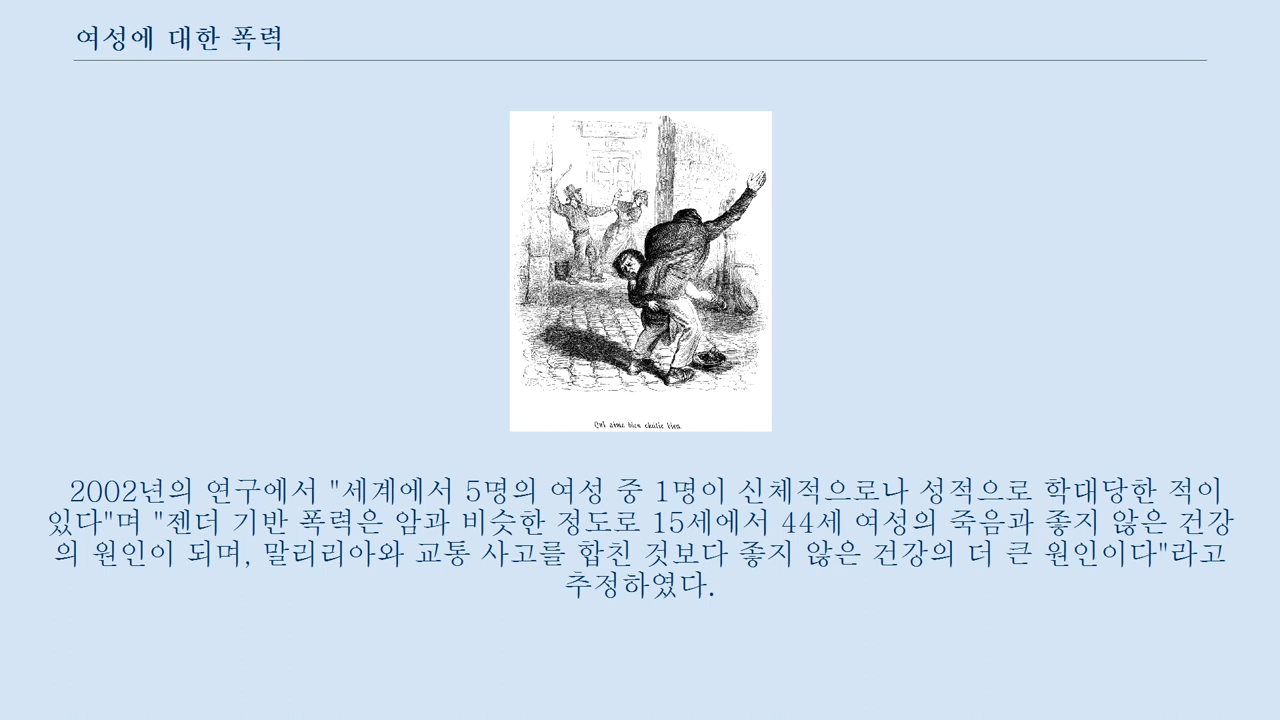 여성에 대한 폭력
Qui aime bien châtie bien.
2002년의 연구에서 "세계에서 5명의 여성 중 1명이 신체적으로나 성적으로 학대당한 적이
있다"며 "젠더 기반 폭력은 암과 비슷한 정도로 15세에서 44세 여성의 죽음과 좋지 않은 건강
의 원인이 되며, 말리리아와 교통 사고를 합친 것보다 좋지 않은 건강의 더 큰 원인이다"라고
추정하였다.